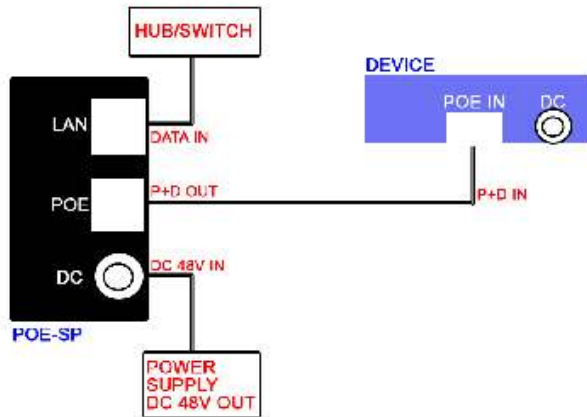 HUB/SWITCH
DEVICE
POE IN
DC
LAN
DATA IN
POE
P+D OUT
P+D IN
DC
DC 48V IN
POE-SP
POWER
SUPPLY
DC 48V OUT